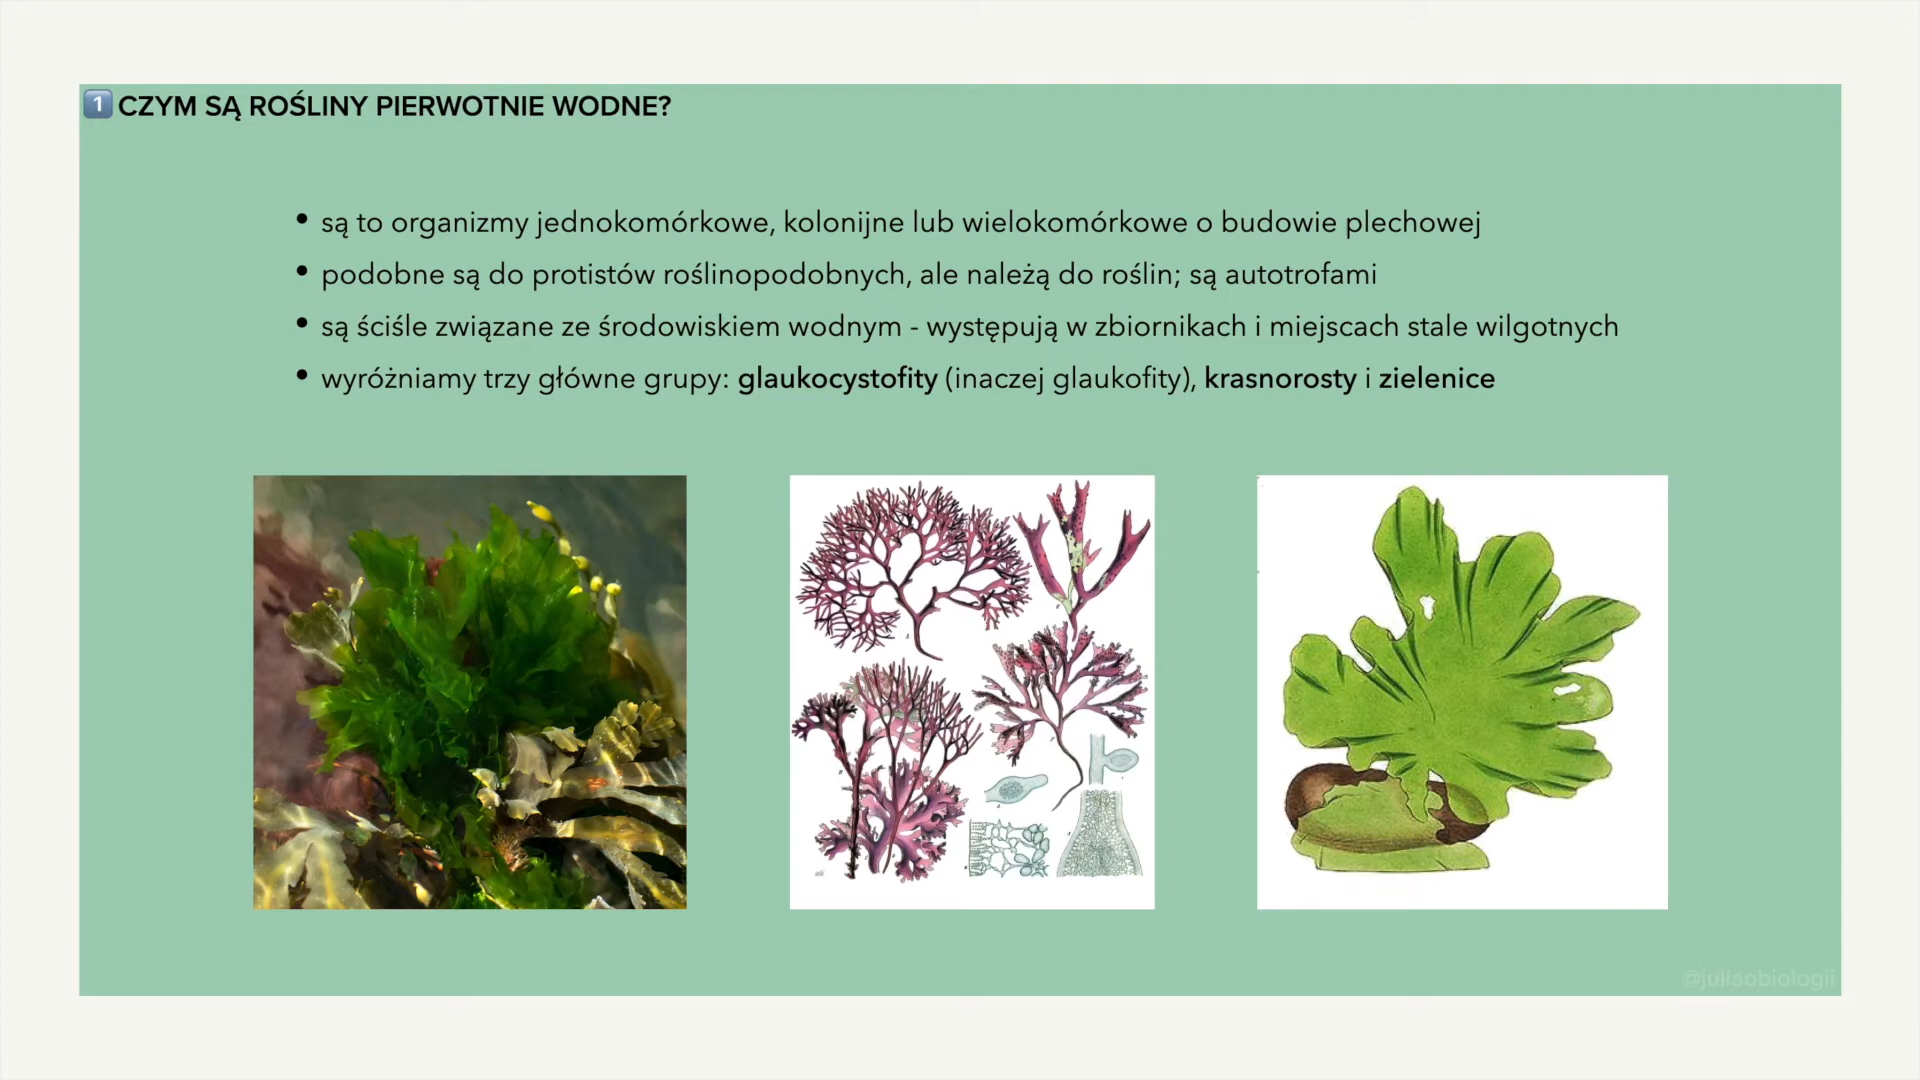 1 CZYM SĄ ROŚLINY PIERWOTNIE WODNE?
• są to organizmy jednokomórkowe, kolonijne lub wielokomórkowe o budowie plechowej
• podobne są do protistów roślinopodobnych, ale należą do roślin; są autotrofami
• są ściśle związane ze środowiskiem wodnym - występują w zbiornikach i miejscach stale wilgotnych
• wyróżniamy trzy główne grupy: glaukocystofity (inaczej glaukofity), krasnorosty i zielenice
@juliaobiologii